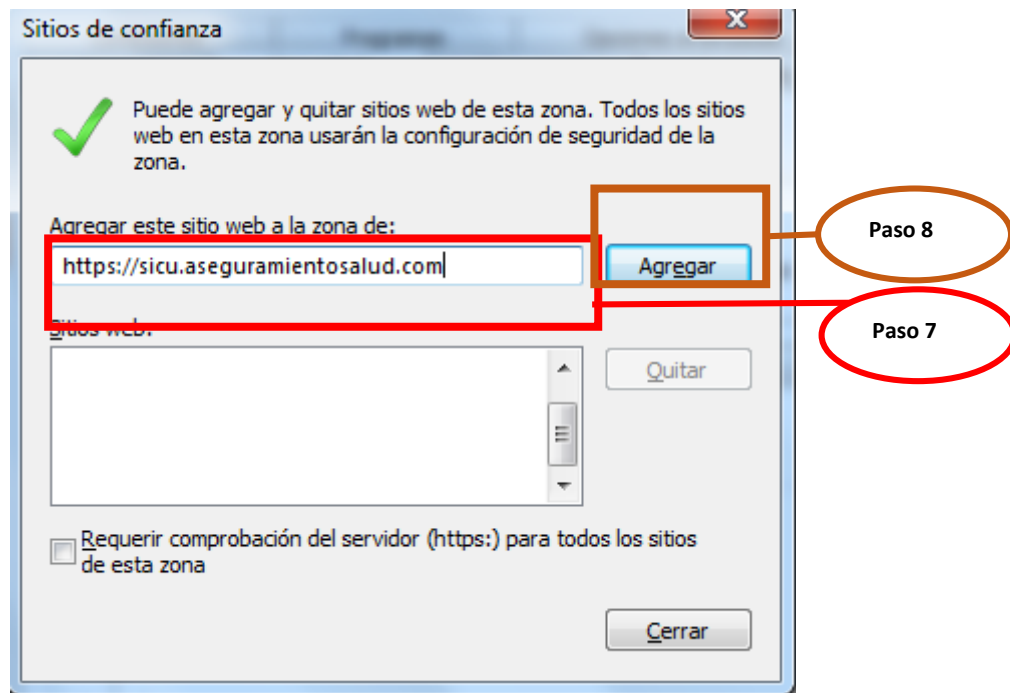 Sitios de confianza
Programas
Puede agregar y quitar sitios web de esta zona. Todos los sitios
web en esta zona usarán la configuración de seguridad de la
zona.
Agregar este sitio web a la zona de:
https://sicu.aseguramientosalud.com
Agregar
Paso 8
Paso 7
Sitios web:
Quitar
Requerir comprobación del servidor (https:) para todos los sitios
de esta zona
Cerrar